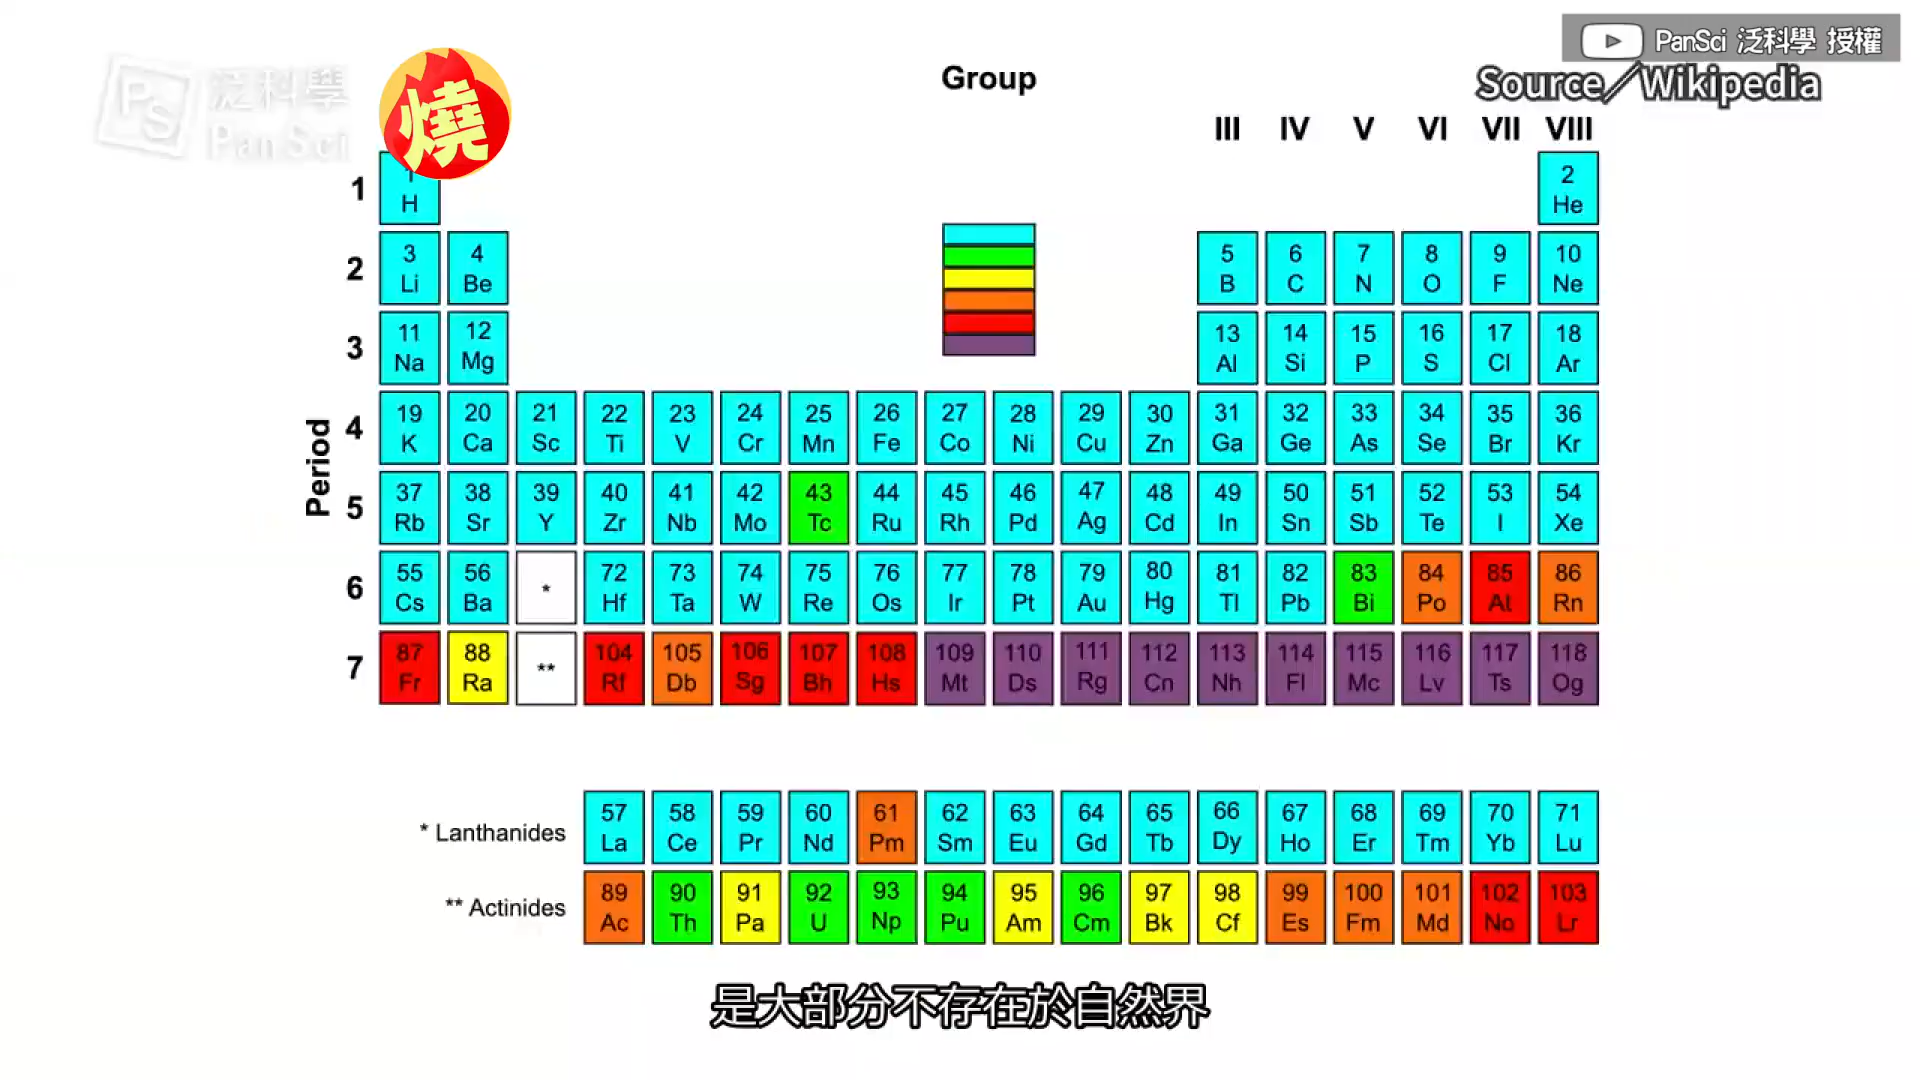 PanSci 泛科學 授權
Source/Wikipedia
PS 泛科學
PanSci
燒
Group
III IV V VI VII VIII
Period
1 1 H 2 He
2 3 Li 4 Be 5 B 6 C 7 N 8 O 9 F 10 Ne
3 11 Na 12 Mg 13 Al 14 Si 15 P 16 S 17 Cl 18 Ar
4 19 K 20 Ca 21 Sc 22 Ti 23 V 24 Cr 25 Mn 26 Fe 27 Co 28 Ni 29 Cu 30 Zn 31 Ga 32 Ge 33 As 34 Se 35 Br 36 Kr
5 37 Rb 38 Sr 39 Y 40 Zr 41 Nb 42 Mo 43 Tc 44 Ru 45 Rh 46 Pd 47 Ag 48 Cd 49 In 50 Sn 51 Sb 52 Te 53 I 54 Xe
6 55 Cs 56 Ba * 72 Hf 73 Ta 74 W 75 Re 76 Os 77 Ir 78 Pt 79 Au 80 Hg 81 Tl 82 Pb 83 Bi 84 Po 85 At 86 Rn
7 87 Fr 88 Ra ** 104 Rf 105 Db 106 Sg 107 Bh 108 Hs 109 Mt 110 Ds 111 Rg 112 Cn 113 Nh 114 Fl 115 Mc 116 Lv 117 Ts 118 Og
* Lanthanides 57 La 58 Ce 59 Pr 60 Nd 61 Pm 62 Sm 63 Eu 64 Gd 65 Tb 66 Dy 67 Ho 68 Er 69 Tm 70 Yb 71 Lu
** Actinides 89 Ac 90 Th 91 Pa 92 U 93 Np 94 Pu 95 Am 96 Cm 97 Bk 98 Cf 99 Es 100 Fm 101 Md 102 No 103 Lr
是大部分不存在於自然界